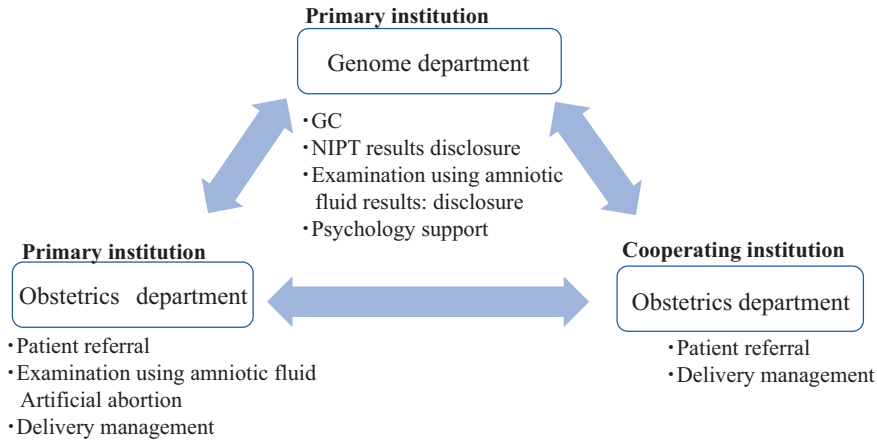 Primary institution
Genome department
・GC
・NIPT results disclosure
・Examination using amniotic
fluid results: disclosure
・Psychology support
Primary institution
Obstetrics department
・Patient referral
・Examination using amniotic fluid
Artificial abortion
・Delivery management
Cooperating institution
Obstetrics department
・Patient referral
・Delivery management